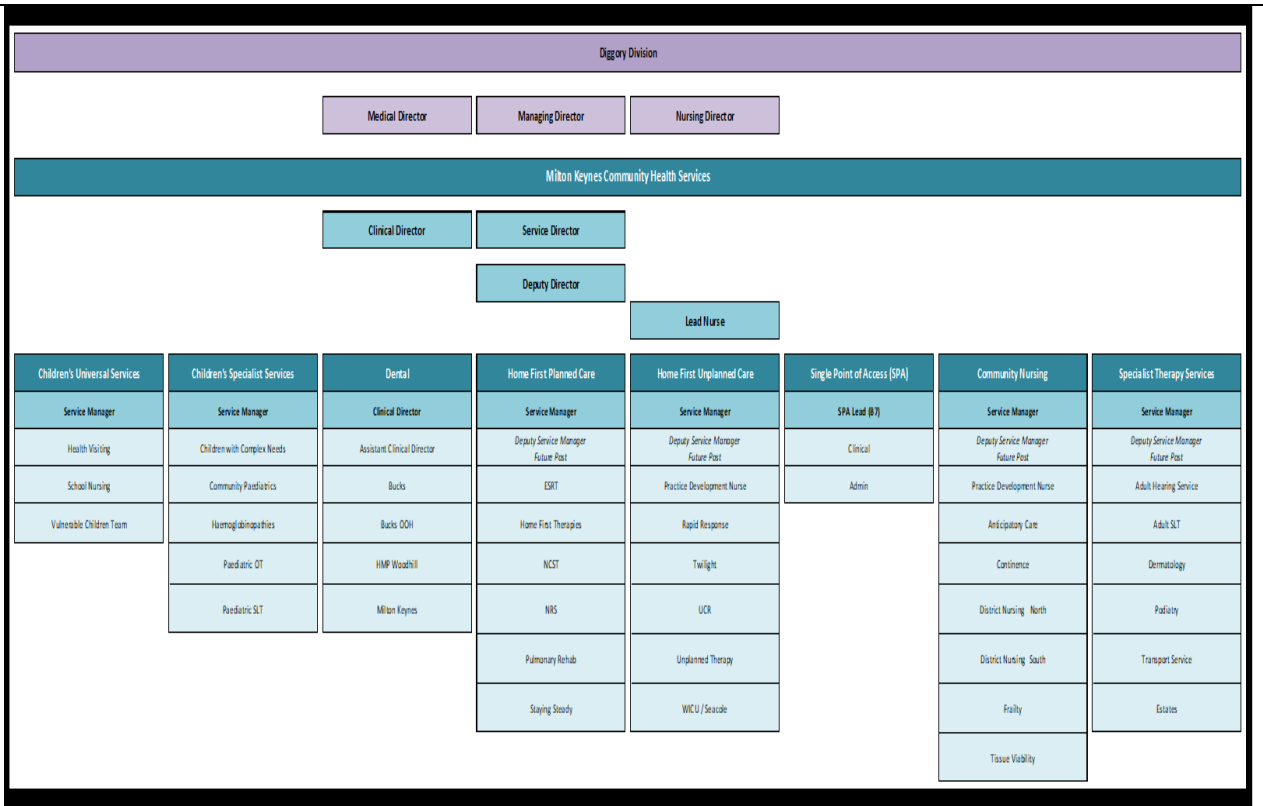 Diggory Division
Medical Director
Managing Director
Nursing Director
Milton Keynes Community Health Services
Clinical Director
Service Director
Deputy Director
Lead Nurse
Children's Universal Services
Service Manager
Health Visiting
School Nursing
Vulnerable Children Team
Children's Specialist Services
Service Manager
Children with Complex Needs
Community Paediatrics
Haemoglobinopathies
Paediatric OT
Paediatric SLT
Dental
Clinical Director
Assistant Clinical Director
Bucks
Bucks OOH
HMP Woodhill
Milton Keynes
Home First Planned Care
Service Manager
Deputy Service Manager
Future Post
ESRT
Home First Therapies
NCST
NRS
Pulmonary Rehab
Staying Steady
Home First Unplanned Care
Service Manager
Deputy Service Manager
Future Post
Practice Development Nurse
Rapid Response
Twilight
UCR
Unplanned Therapy
WICU / Seacole
Single Point of Access (SPA)
SPA Lead (B7)
Clinical
Admin
Community Nursing
Service Manager
Deputy Service Manager
Future Post
Practice Development Nurse
Anticipatory Care
Continence
District Nursing North
District Nursing South
Frailty
Tissue Viability
Specialist Therapy Services
Service Manager
Deputy Service Manager
Future Post
Adult Hearing Service
Adult SLT
Dermatology
Podiatry
Transport Service
Estates